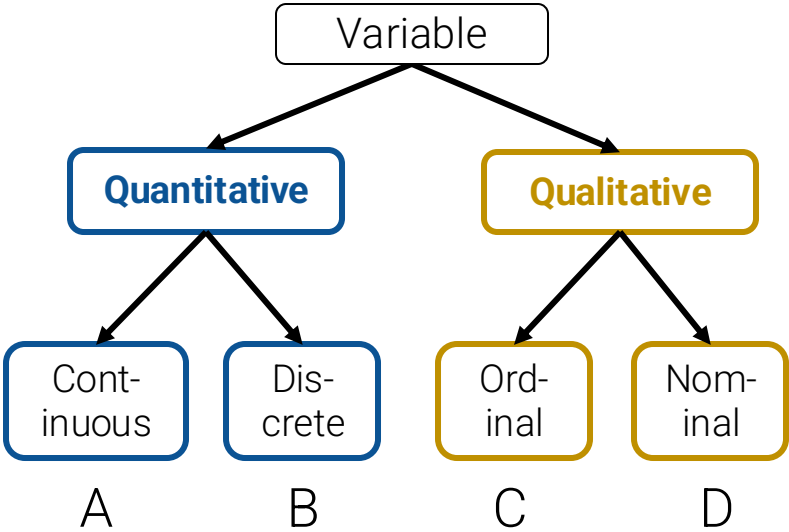 Variable
Quantitative
Qualitative
Cont-
inuous
Dis-
crete
Ord-
inal
Nom-
inal
A
B
C
D